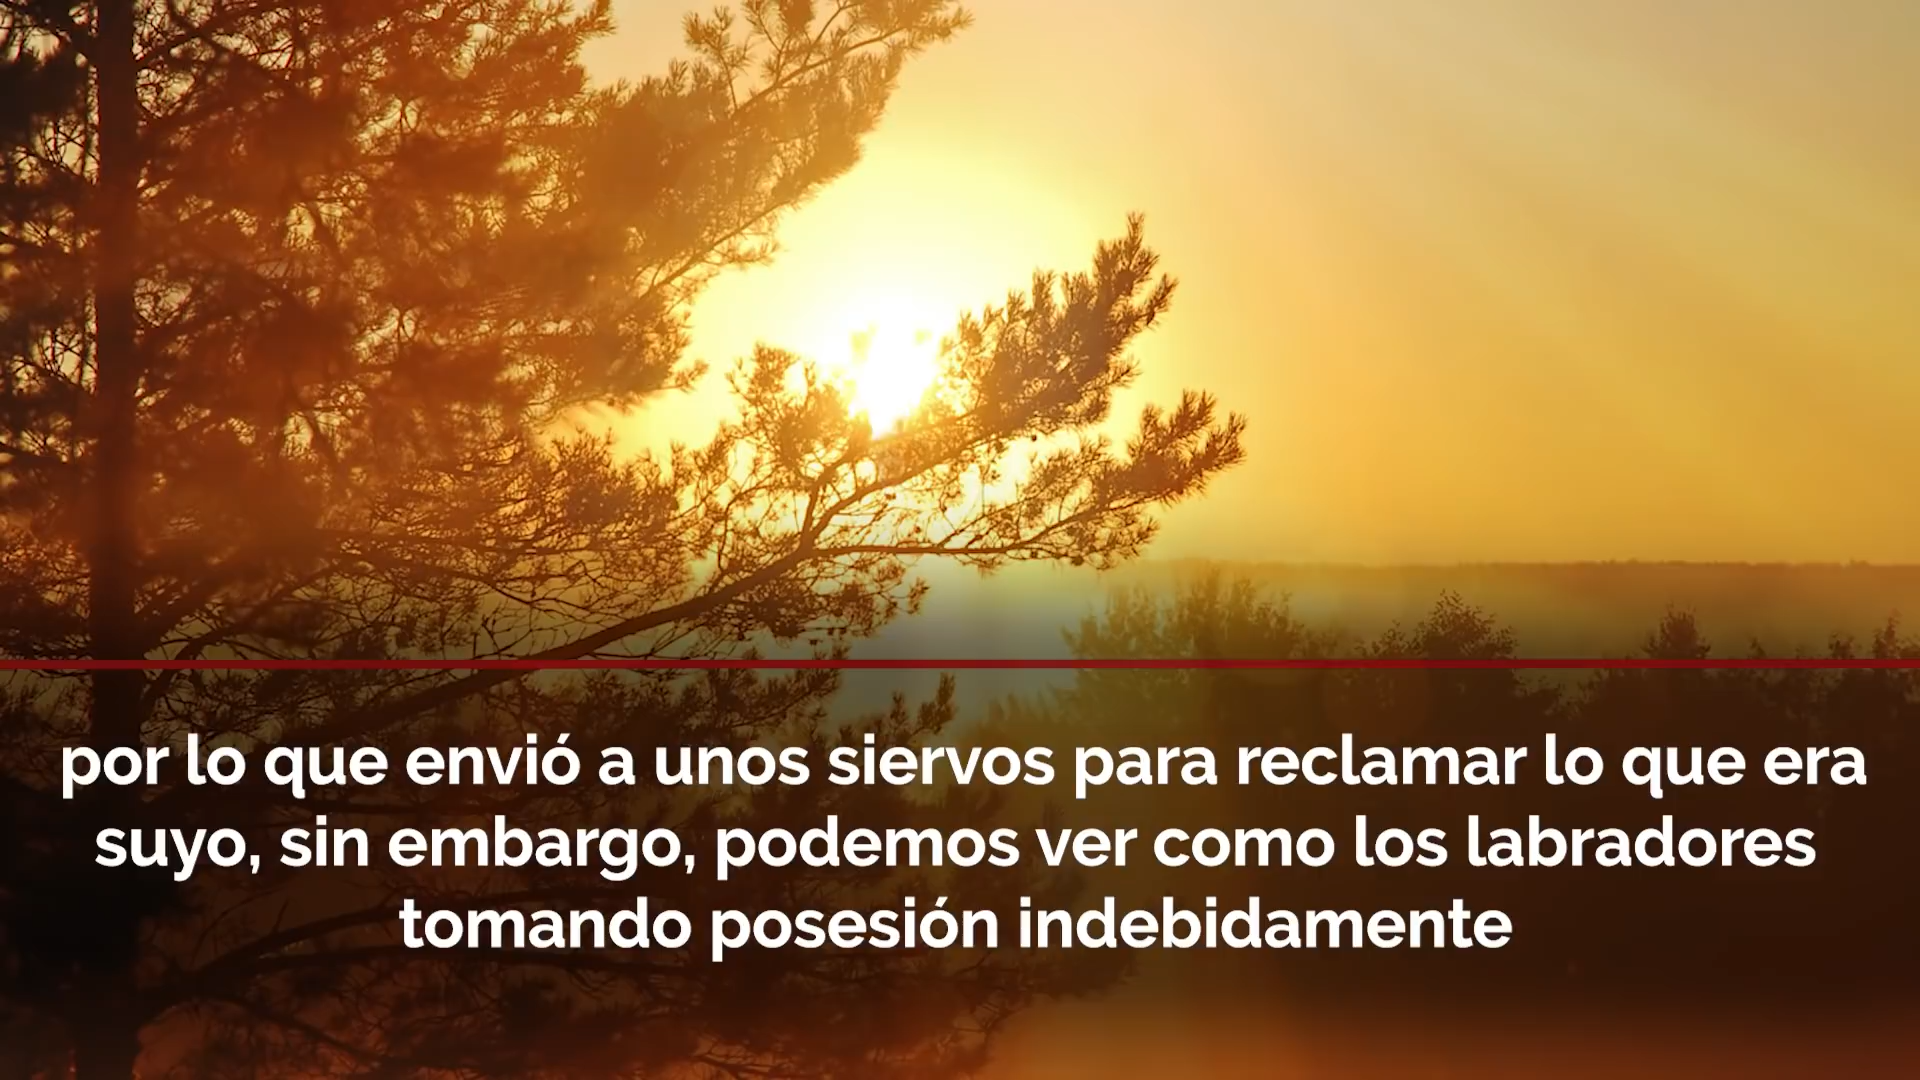 por lo que envió a unos siervos para reclamar lo que era
suyo, sin embargo, podemos ver como los labradores
tomando posesión indebidamente